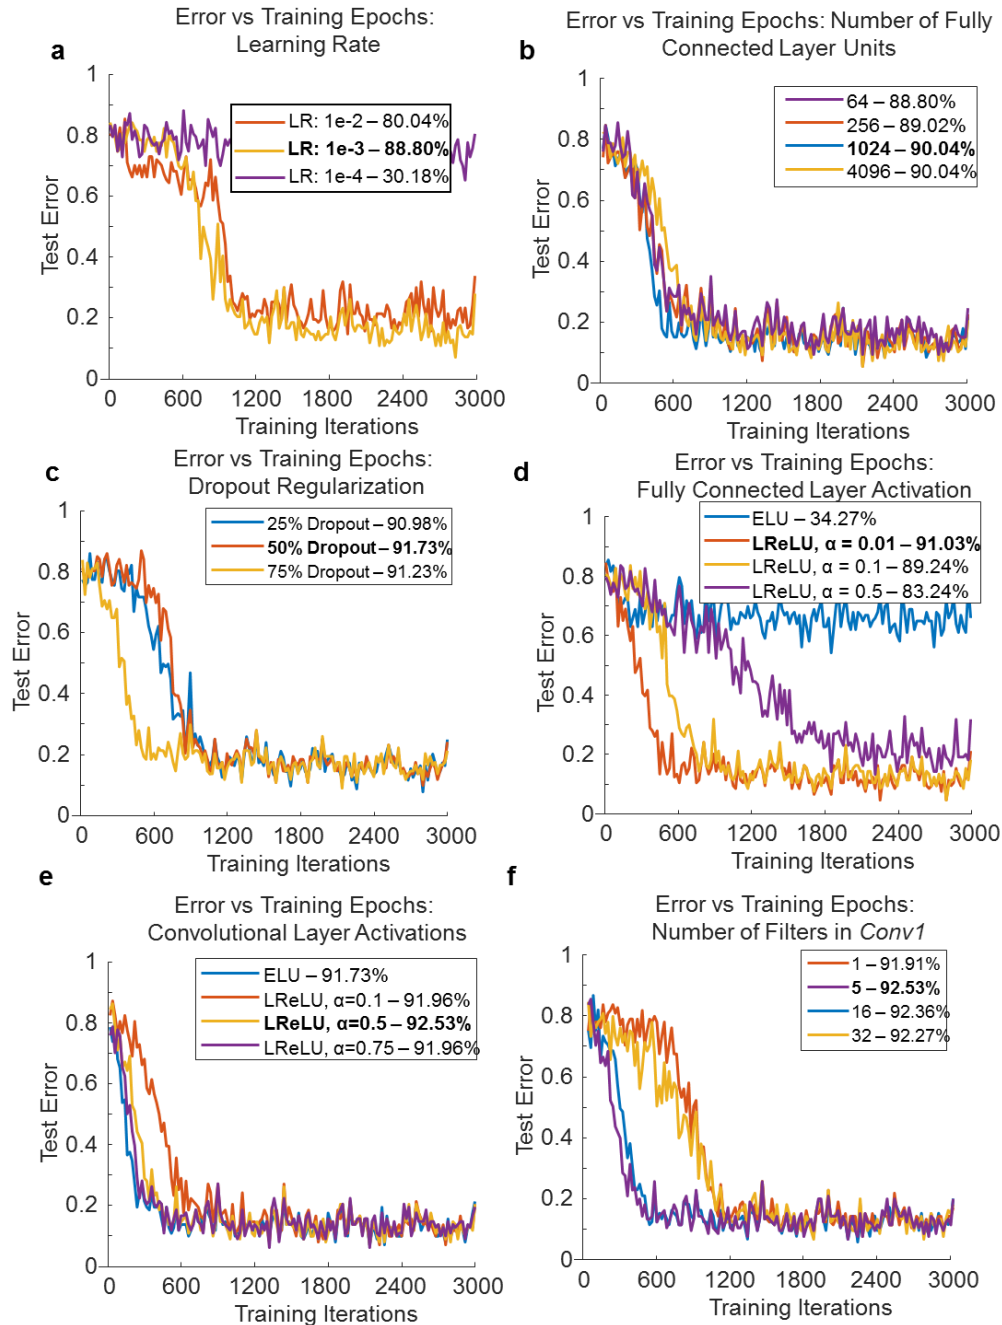 a
Error vs Training Epochs:
Learning Rate
1
0.8
0.6
0.4
0.2
0
Test Error
LR: 1e-2 – 80.04%
LR: 1e-3 – 88.80%
LR: 1e-4 – 30.18%
0 600 1200 1800 2400 3000
Training Iterations
b
Error vs Training Epochs: Number of Fully
Connected Layer Units
1
0.8
0.6
0.4
0.2
0
Test Error
64 – 88.80%
256 – 89.02%
1024 – 90.04%
4096 – 90.04%
0 600 1200 1800 2400 3000
Training Iterations
c
Error vs Training Epochs:
Dropout Regularization
1
0.8
0.6
0.4
0.2
0
Test Error
25% Dropout – 90.98%
50% Dropout – 91.73%
75% Dropout – 91.23%
0 600 1200 1800 2400 3000
Training Iterations
d
Error vs Training Epochs:
Fully Connected Layer Activation
1
0.8
0.6
0.4
0.2
0
Test Error
ELU – 34.27%
LReLU, α = 0.01 – 91.03%
LReLU, α = 0.1 – 89.24%
LReLU, α = 0.5 – 83.24%
0 600 1200 1800 2400 3000
Training Iterations
e
Error vs Training Epochs:
Convolutional Layer Activations
1
0.8
0.6
0.4
0.2
0
Test Error
ELU – 91.73%
LReLU, α=0.1 – 91.96%
LReLU, α=0.5 – 92.53%
LReLU, α=0.75 – 91.96%
0 600 1200 1800 2400 3000
Training Iterations
f
Error vs Training Epochs:
Number of Filters in Conv1
1
0.8
0.6
0.4
0.2
0
Test Error
1 – 91.91%
5 – 92.53%
16 – 92.36%
32 – 92.27%
0 600 1200 1800 2400 3000
Training Iterations